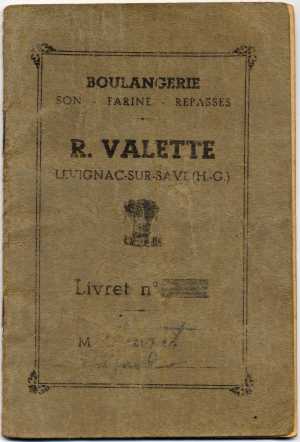 BOULANGERIE
SON - FARINE - REPASSES
R. VALETTE
LEVIGNAC-SUR-SAVE (H.-G.)
Livret n°
M